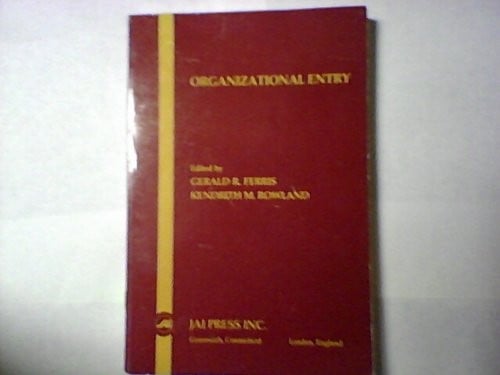 ORGANIZATIONAL ENTRY
Edited by
GERALD R. FERRIS
KENDRITH M. ROWLAND
JAI PRESS INC.
Greenwich, Connecticut London, England